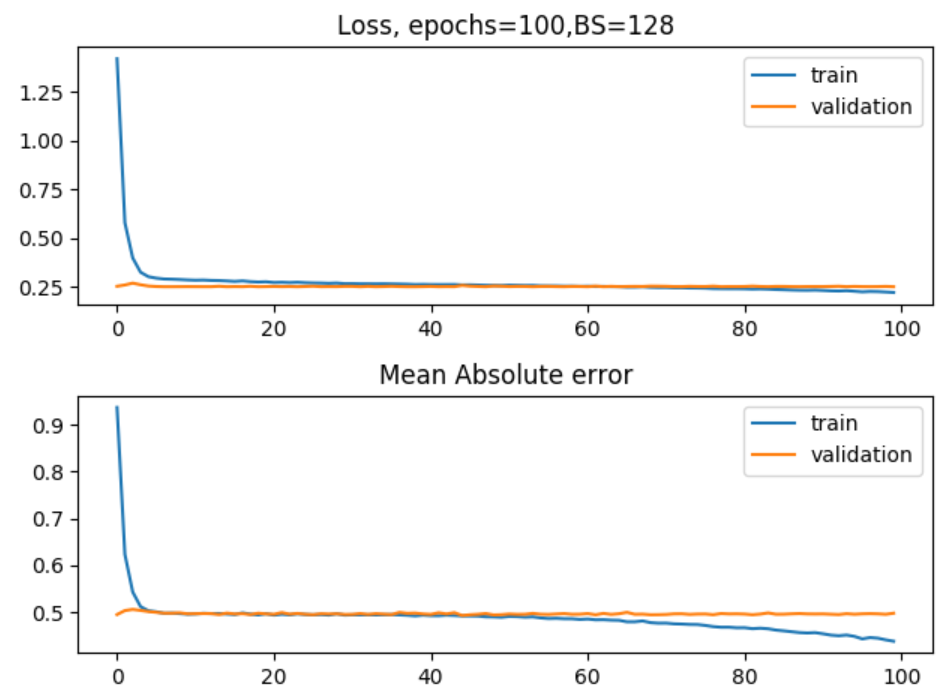 Loss, epochs=100,BS=128
1.25
1.00
0.75
0.50
0.25
train
validation
0 20 40 60 80 100
Mean Absolute error
0.9
0.8
0.7
0.6
0.5
train
validation
0 20 40 60 80 100